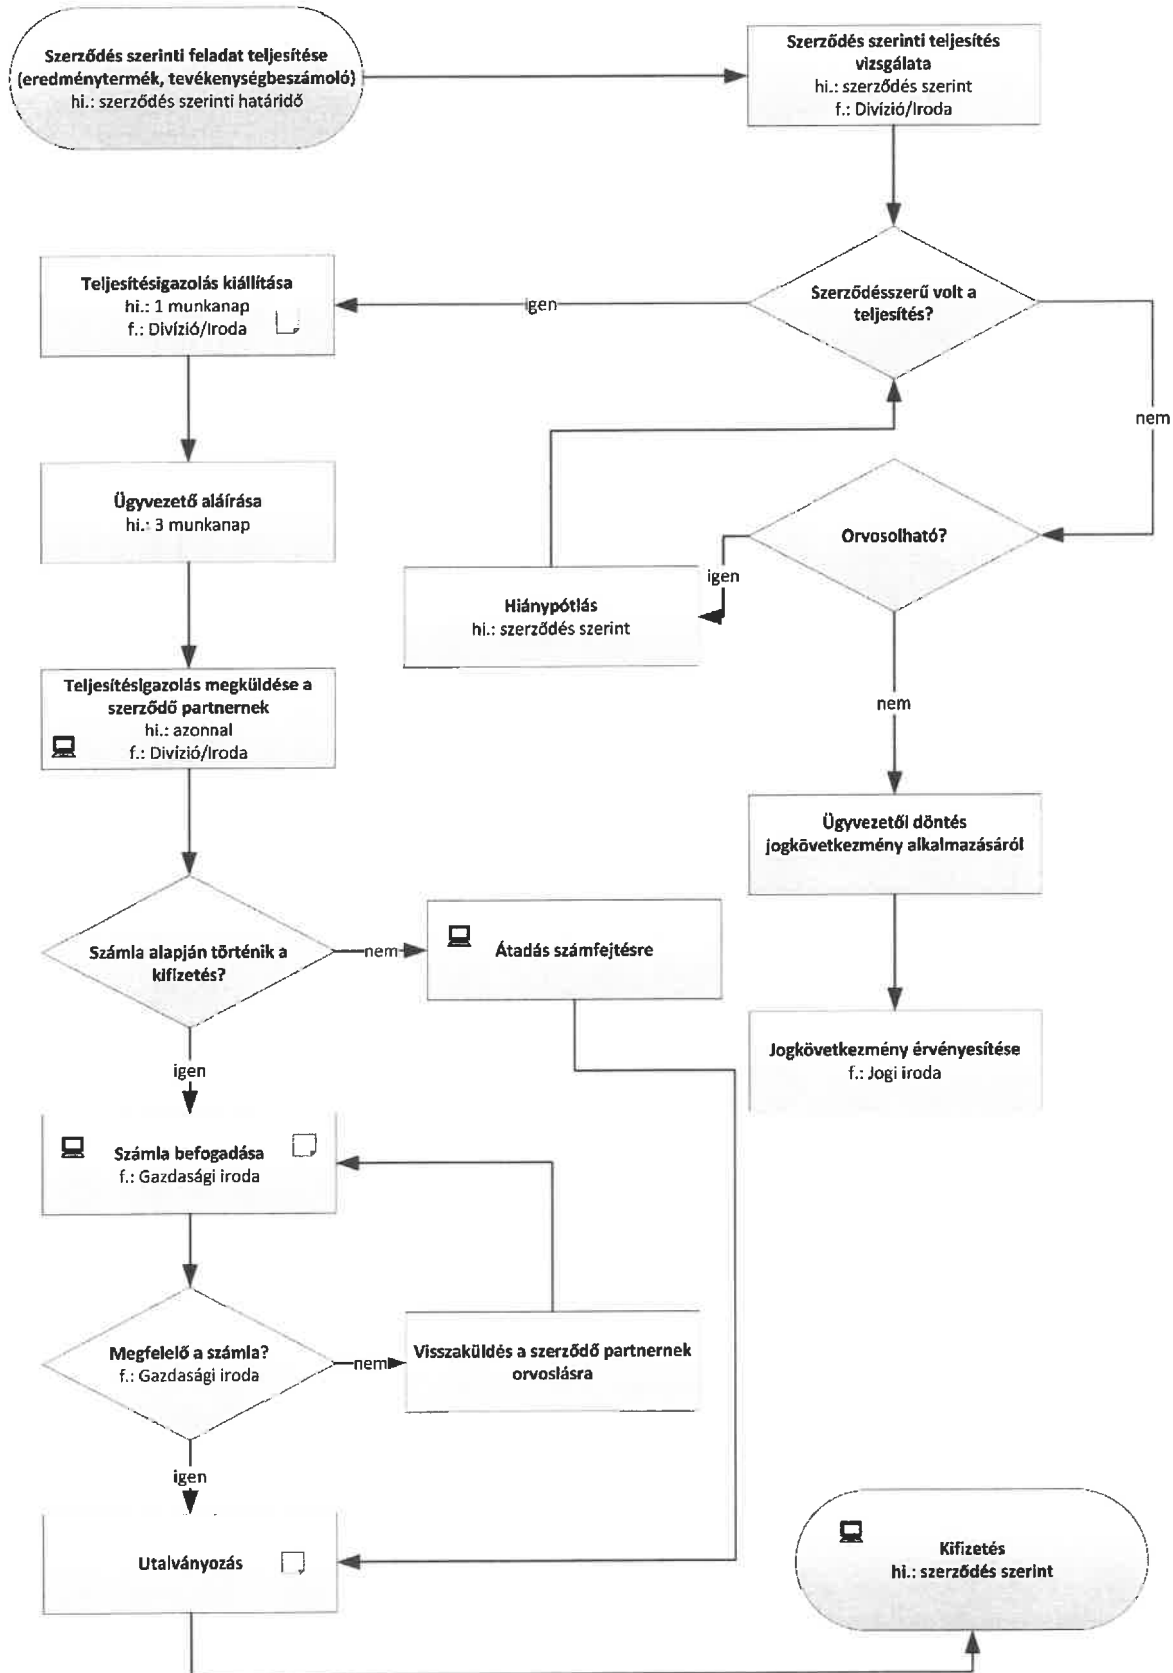 Szerződés szerinti feladat teljesítése
(eredménytermék, tevékenységbeszámoló)
hi.: szerződés szerinti határidő
Szerződés szerinti teljesítés
vizsgálata
hi.: szerződés szerint
f.: Divízió/Iroda
Szerződésszerű volt a
teljesítés?
igen
nem
Teljesítésigazolás kiállítása
hi.: 1 munkanap
f.: Divízió/Iroda
Ügyvezető aláírása
hi.: 3 munkanap
Orvosolható?
igen
Hiánypótlás
hi.: szerződés szerint
nem
Teljesítésigazolás megküldése a
szerződő partnernek
hi.: azonnal
f.: Divízió/Iroda
Ügyvezetői döntés
jogkövetkezmény alkalmazásáról
Számla alapján történik a
kifizetés?
nem
Átadás számfejtésre
igen
Jogkövetkezmény érvényesítése
f.: Jogi iroda
Számla befogadása
f.: Gazdasági iroda
Megfelelő a számla?
f.: Gazdasági iroda
nem
Visszaküldés a szerződő partnernek
orvoslásra
igen
Utalványozás
Kifizetés
hi.: szerződés szerint